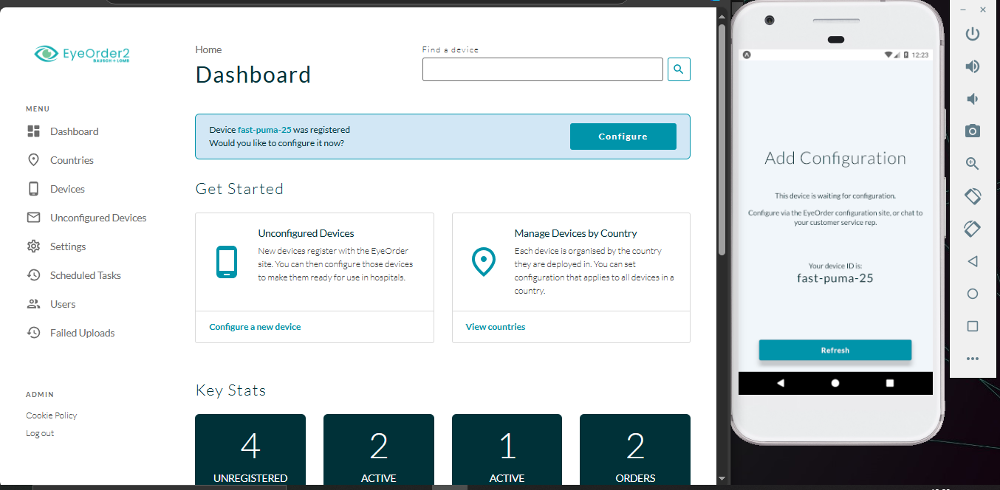 EyeOrder2
BAUSCH + LOMB
MENU
Dashboard
Countries
Devices
Unconfigured Devices
Settings
Scheduled Tasks
Users
Failed Uploads
ADMIN
Cookie Policy
Log out
Home
Dashboard
Find a device
Device fast-puma-25 was registered
Would you like to configure it now?
Configure
Get Started
Unconfigured Devices
New devices register with the EyeOrder
site. You can then configure those devices
to make them ready for use in hospitals.
Configure a new device
Manage Devices by Country
Each device is organised by the country
they are deployed in. You can set
configuration that applies to all devices in a
country.
View countries
Key Stats
4
UNREGISTERED
2
ACTIVE
1
ACTIVE
2
ORDERS
12:23
Add Configuration
This device is waiting for configuration.
Configure via the EyeOrder configuration site, or chat to
your customer service rep.
Your device ID is:
fast-puma-25
Refresh